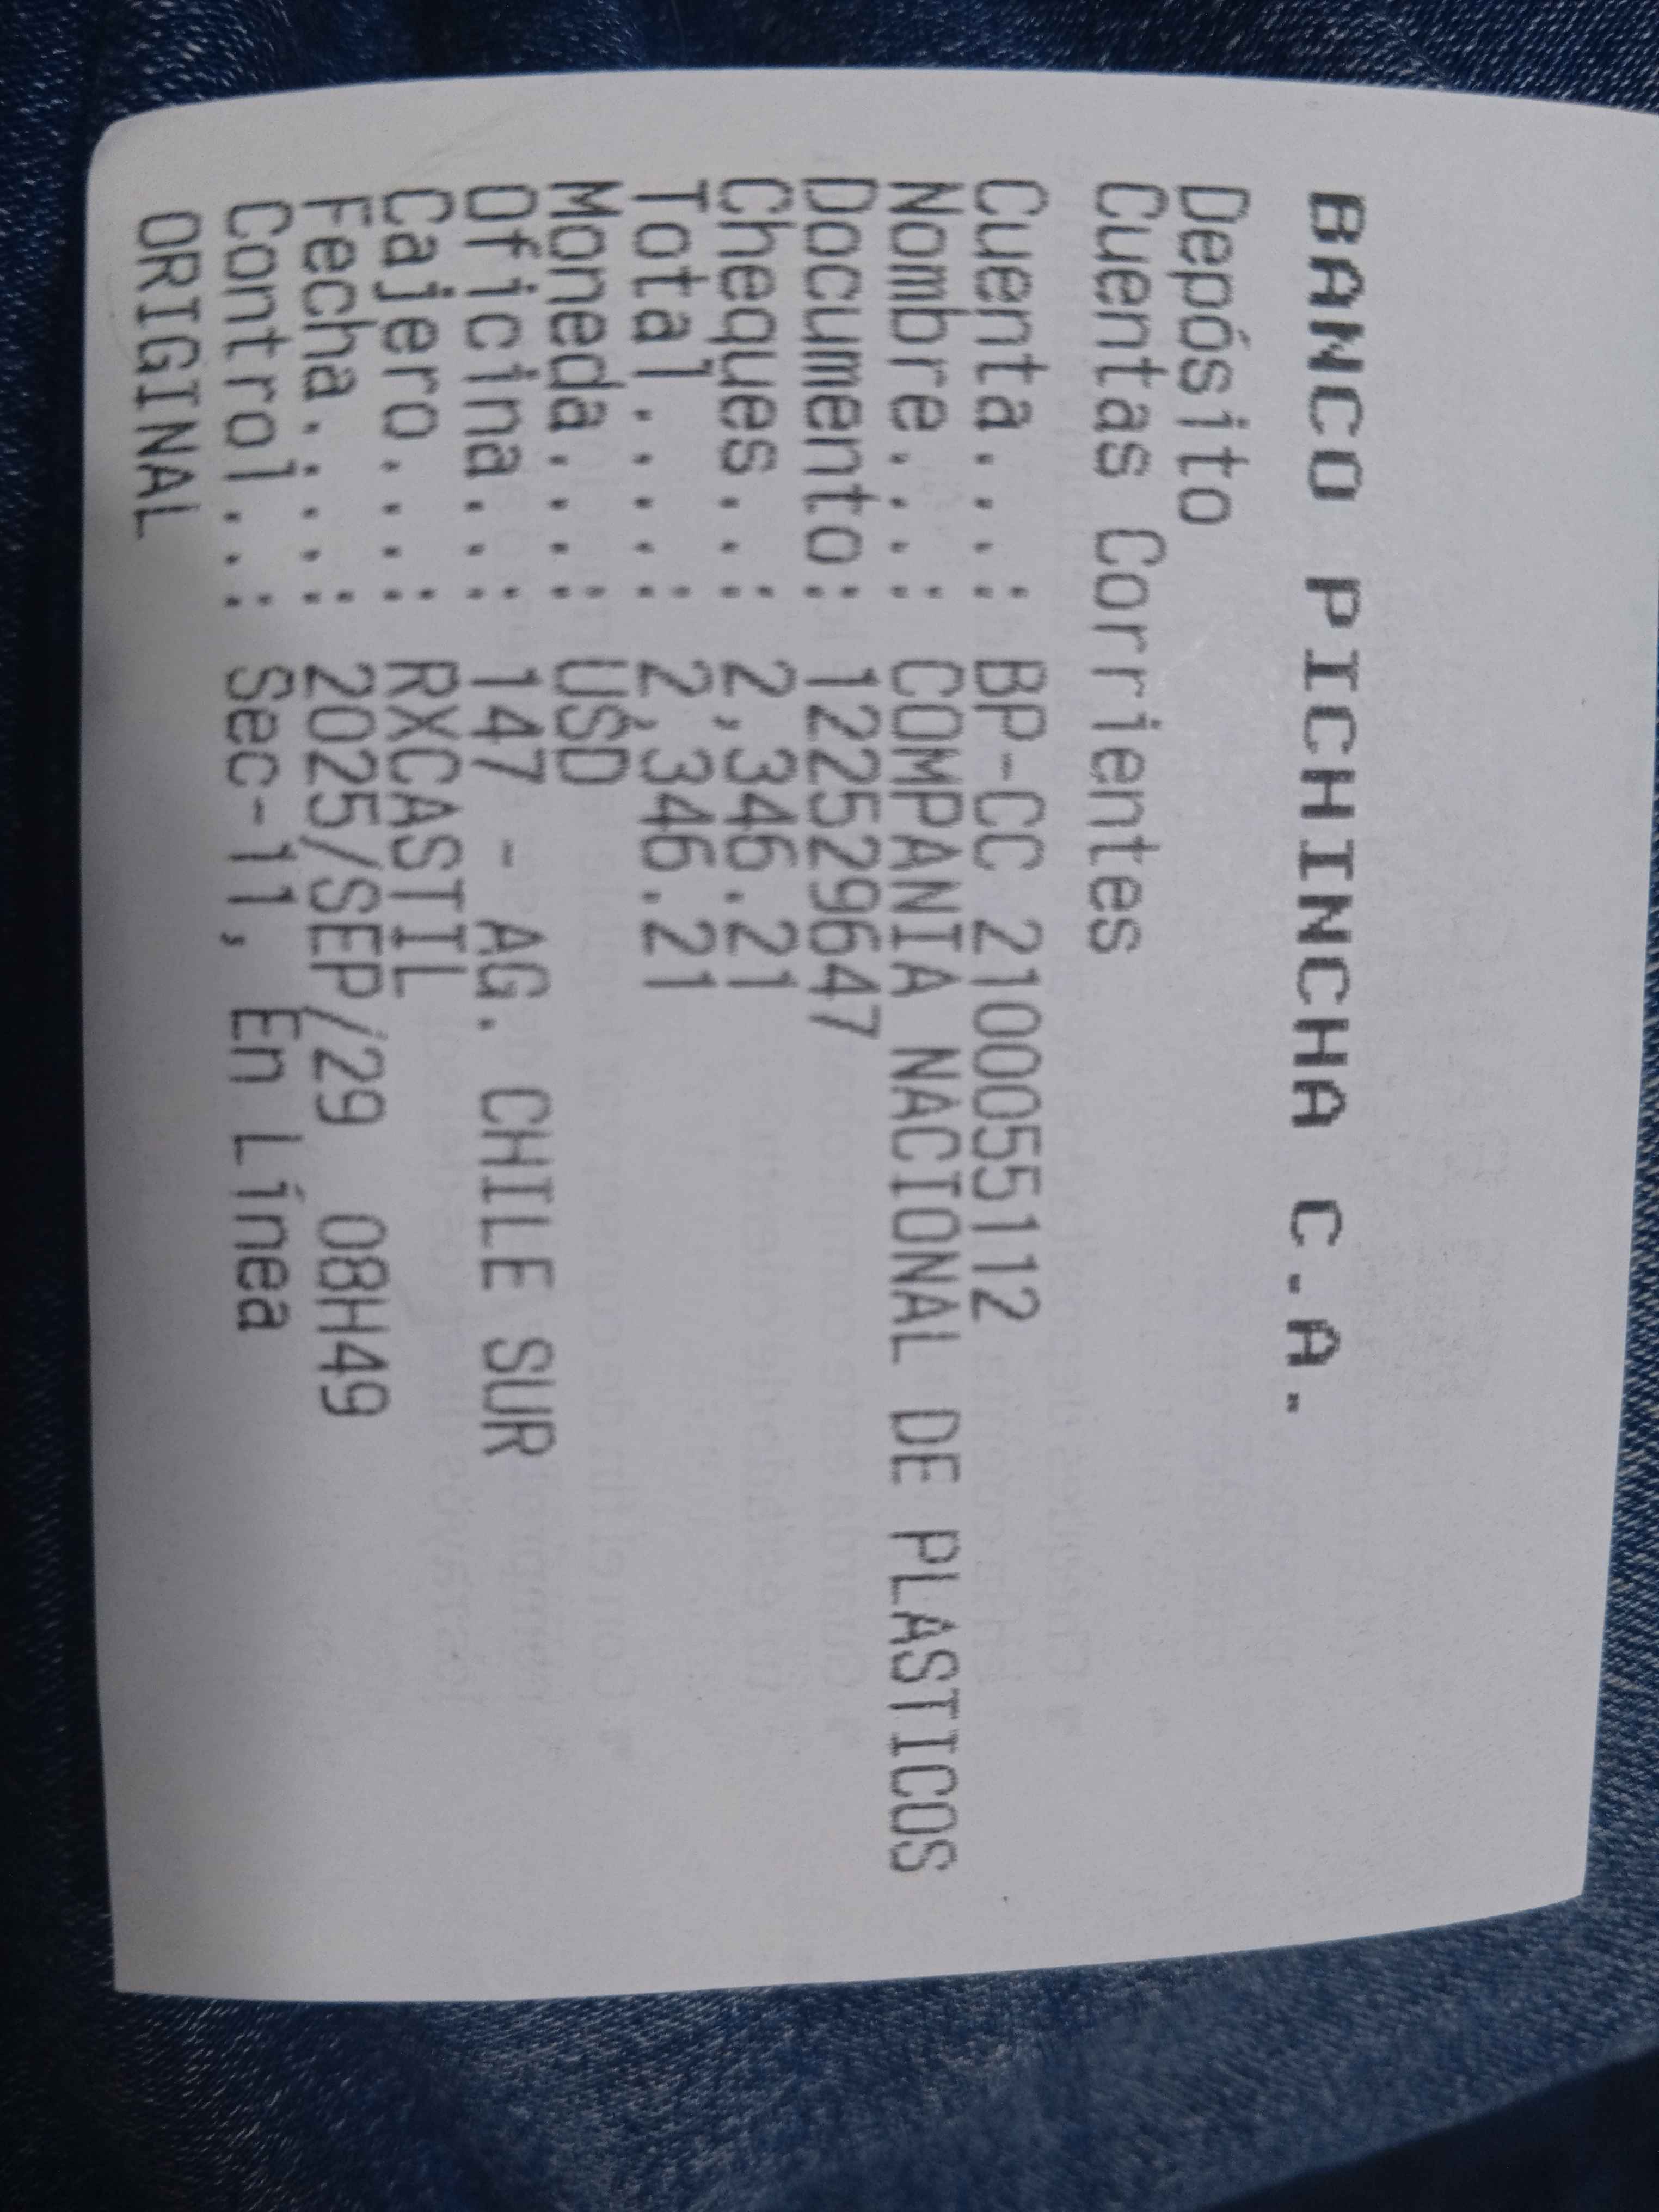 BANCO PICHINCHA C.A.
Depósito
Cuentas Corrientes
Cuenta...: BP-CC 2100055112
Nombre...: COMPANIA NACIONAL DE PLASTICOS
Documento: 122529647
Cheques..: 2,346.21
Total....: 2,346.21
Moneda...: USD
Oficina..: 147 - AG. CHILE SUR
Cajero...: RXCASTIL
Fecha....: 2025/SEP/29 08H49
Control..: Sec-11, En Línea
ORIGINAL